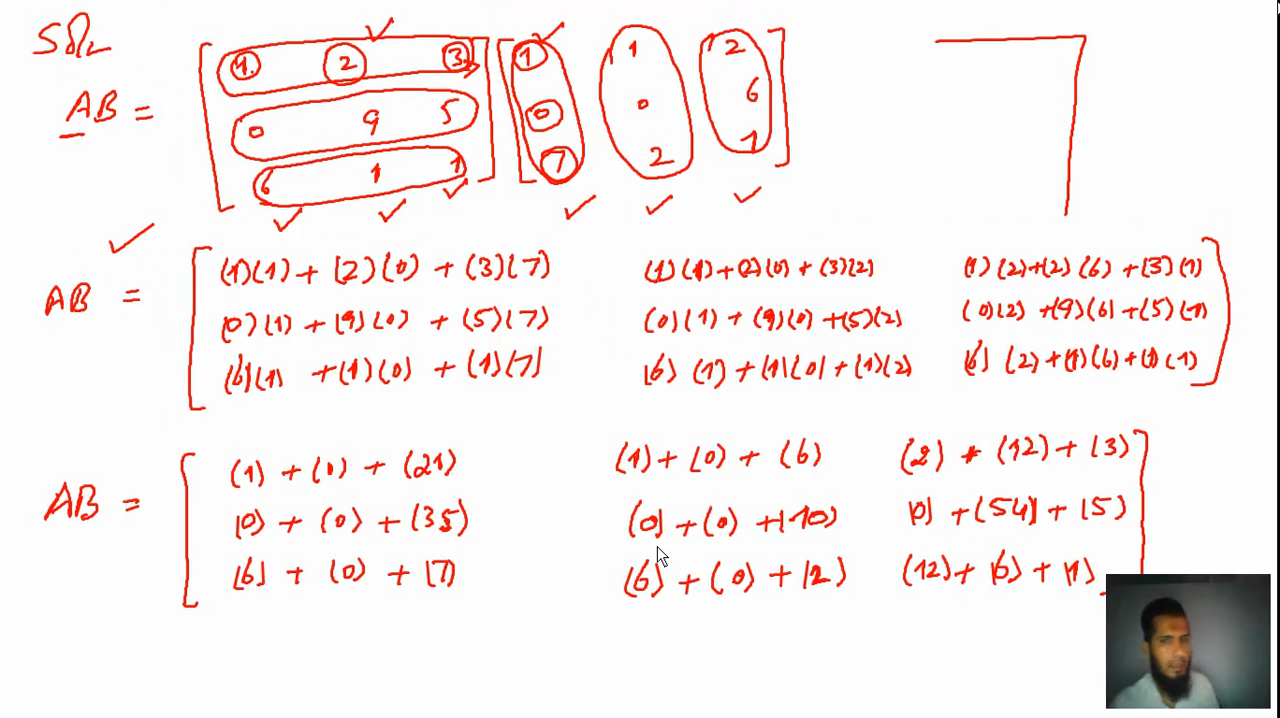 Soln
AB = [ 1 2 3 ] [ 1 1 2 ]
[ 0 9 5 ] [ 0 0 6 ]
[ 6 1 1 ] [ 7 2 1 ]
AB = [ (1)(1) + (2)(0) + (3)(7) (1)(1) + (2)(0) + (3)(2) (1)(2) + (2)(6) + (3)(1) ]
[ (0)(1) + (9)(0) + (5)(7) (0)(1) + (9)(0) + (5)(2) (0)(2) + (9)(6) + (5)(1) ]
[ (6)(1) + (1)(0) + (1)(7) (6)(1) + (1)(0) + (1)(2) (6)(2) + (1)(6) + (1)(1) ]
AB = [ (1) + (0) + (21) (1) + (0) + (6) (2) + (12) + (3) ]
[ (0) + (0) + (35) (0) + (0) + (10) (0) + (54) + (5) ]
[ (6) + (0) + (7) (6) + (0) + (2) (12) + (6) + (1) ]